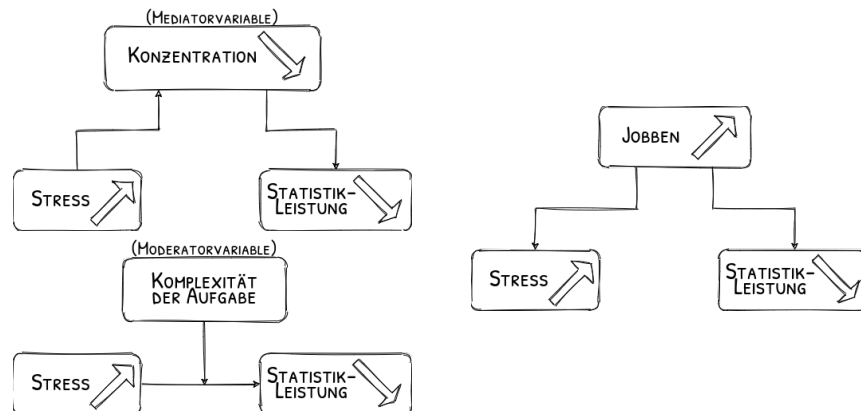 (Mediatorvariable)
Konzentration
Stress
Statistik-
Leistung
(Moderatorvariable)
Komplexität
der Aufgabe
Stress
Statistik-
Leistung
Jobben
Stress
Statistik-
Leistung